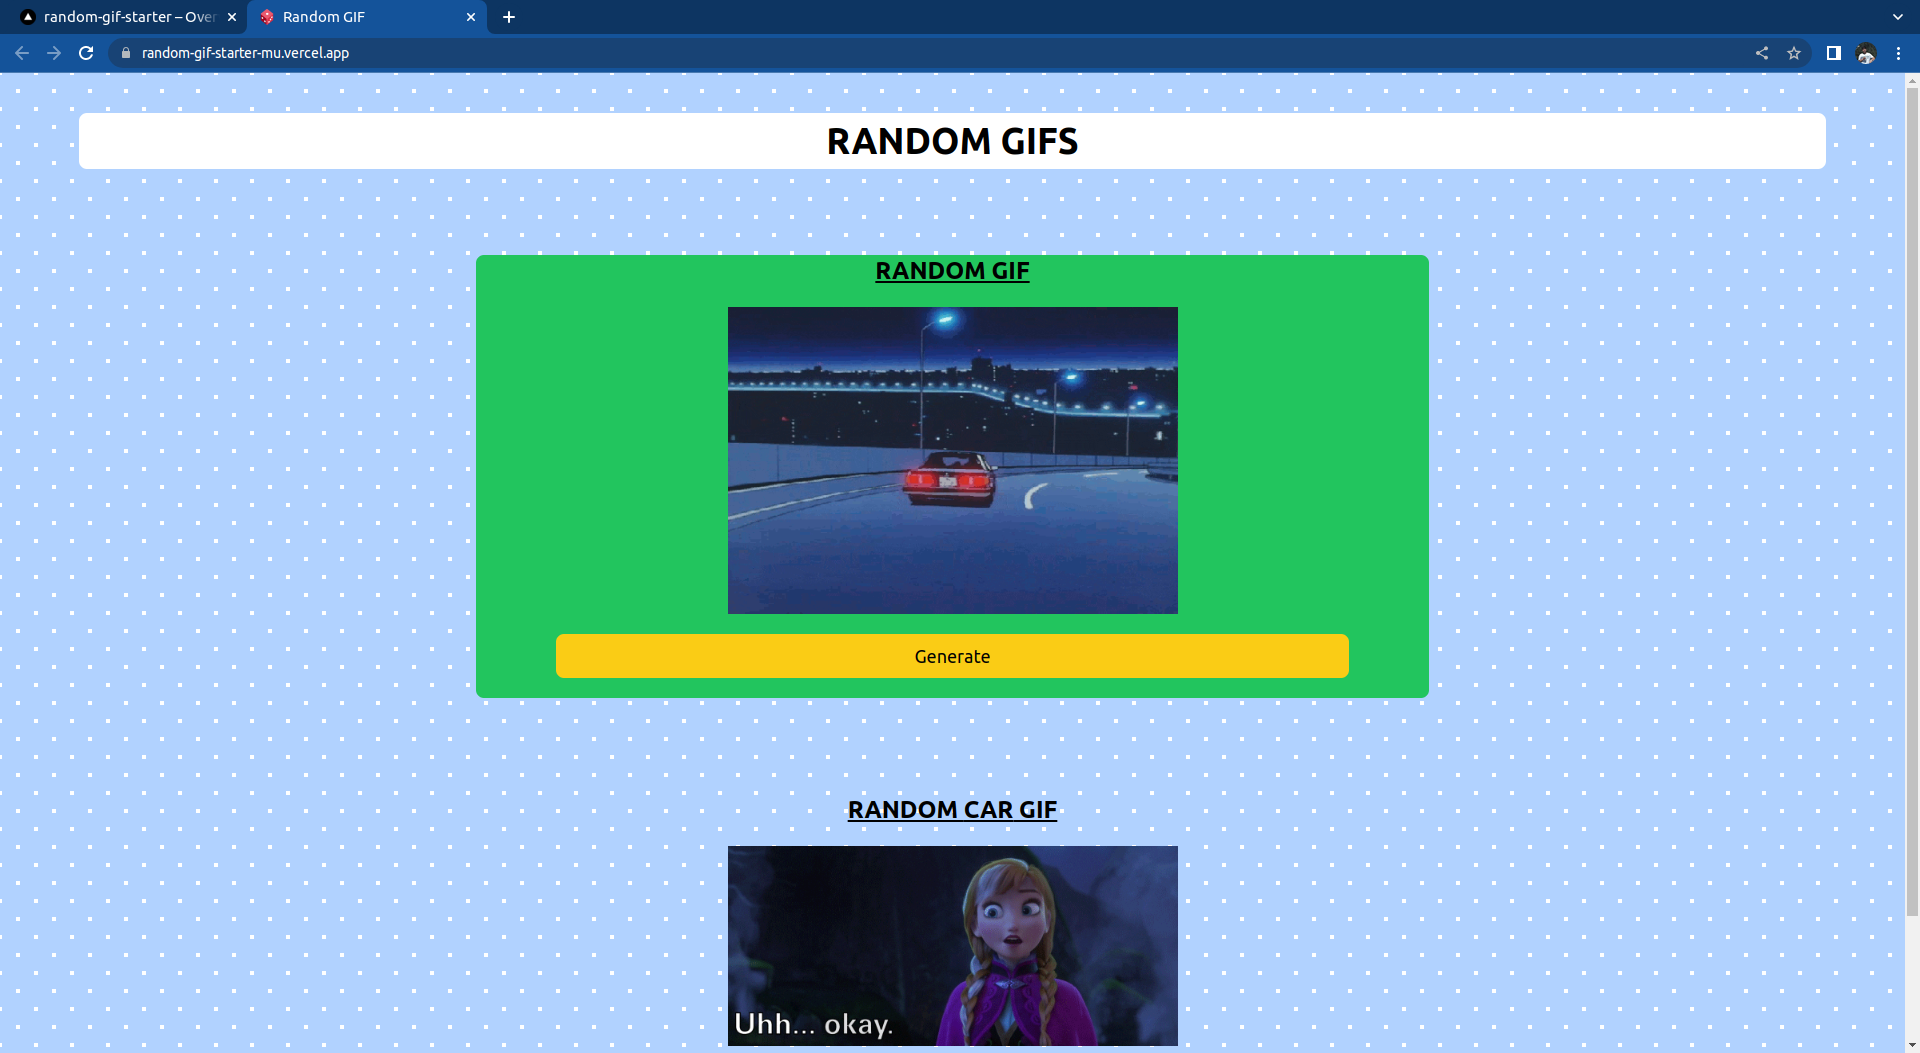 random-gif-starter – Over
Random GIF
random-gif-starter-mu.vercel.app
RANDOM GIFS
RANDOM GIF
Generate
RANDOM CAR GIF
Uhh... okay.